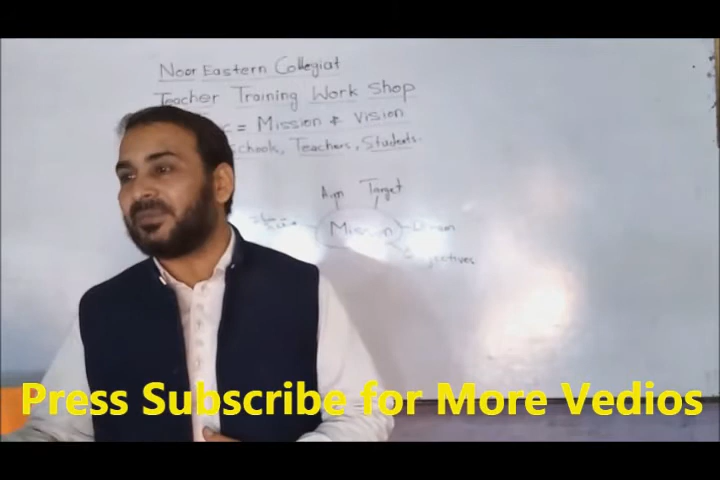 Noor Eastern Collegiat
Teacher Training Work Shop
c = Mission & Vision
Schools, Teachers, Students.
Aim Target
Mission
Press Subscribe for More Vedios